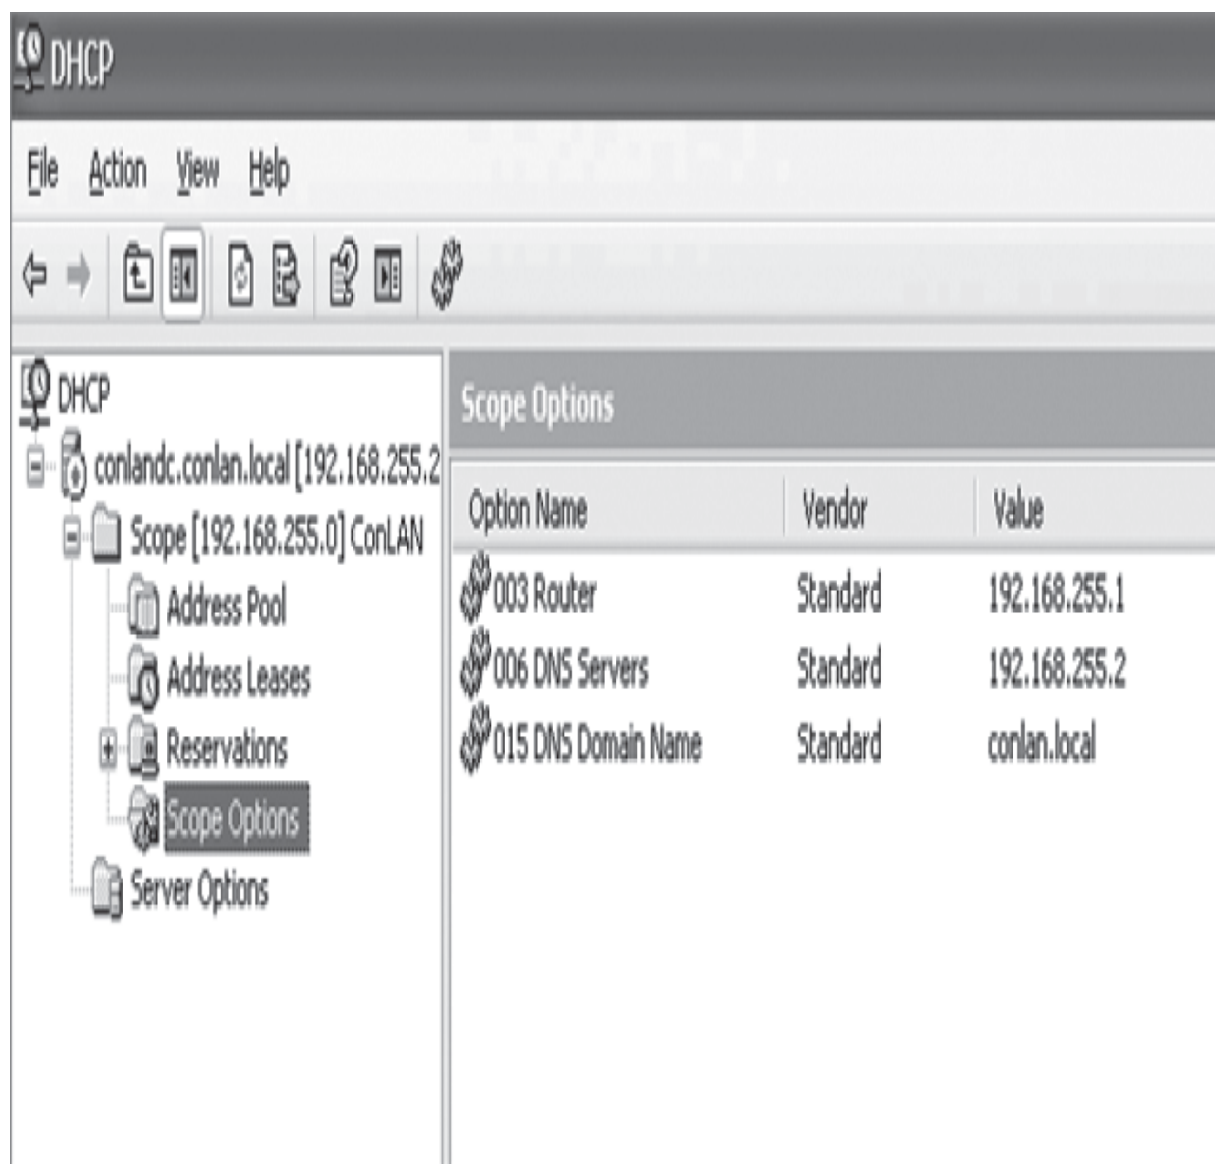 DHCP
File Action View Help
DHCP
conlandc.conlan.local [192.168.255.2
Scope [192.168.255.0] ConLAN
Address Pool
Address Leases
Reservations
Scope Options
Server Options
Scope Options
Option Name Vendor Value
003 Router Standard 192.168.255.1
006 DNS Servers Standard 192.168.255.2
015 DNS Domain Name Standard conlan.local